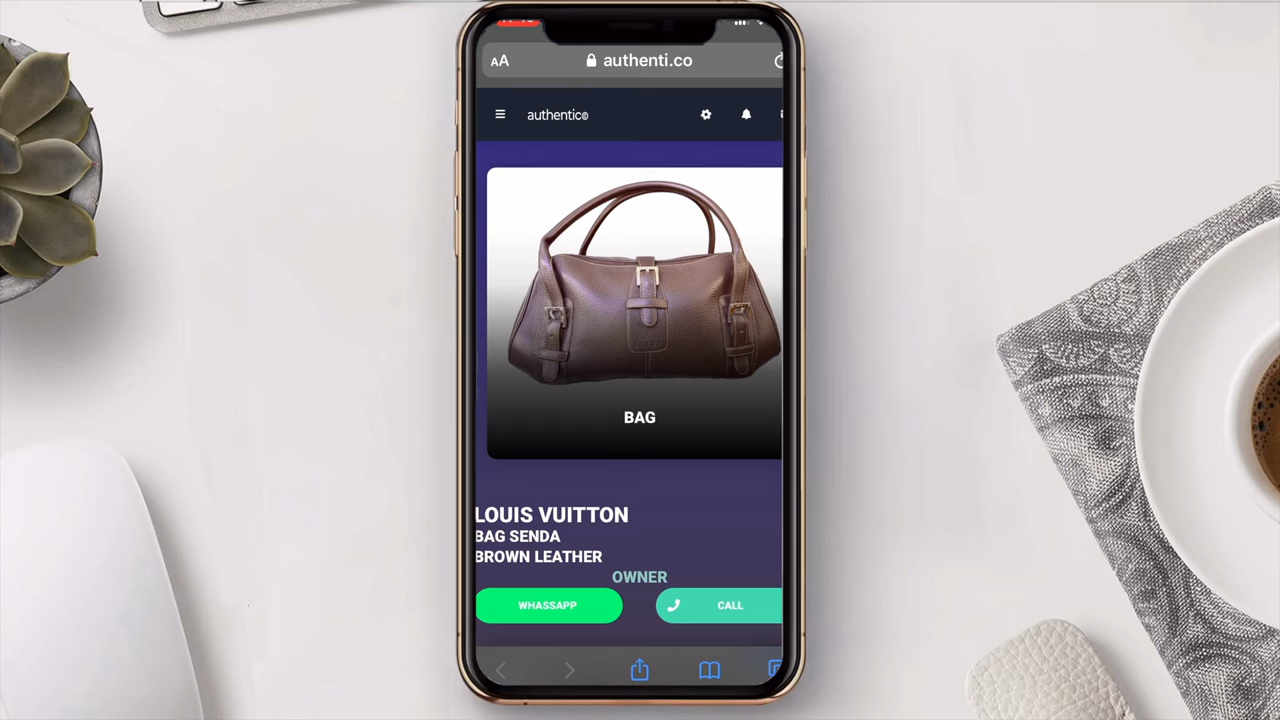 AA authenti.co
authentico
BAG
LOUIS VUITTON
BAG SENDA
BROWN LEATHER
OWNER
WHASSAPP
CALL